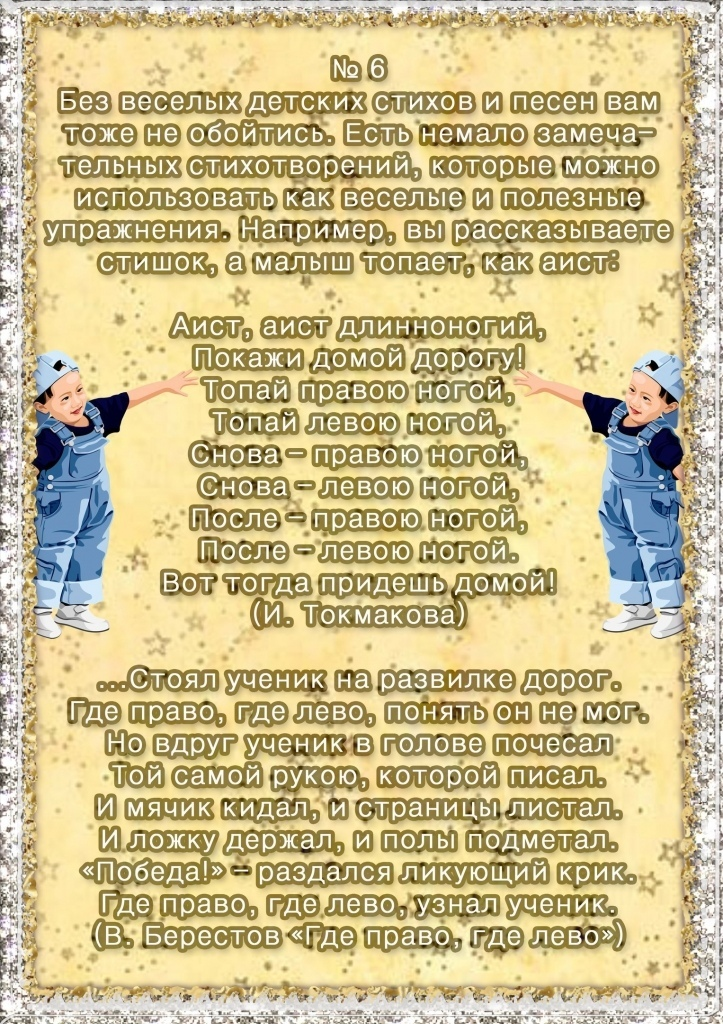 № 6
Без веселых детских стихов и песен вам
тоже не обойтись. Есть немало замеча-
тельных стихотворений, которые можно
использовать как веселые и полезные
упражнения. Например, вы рассказываете
стишок, а малыш топает, как аист:
Аист, аист длинноногий,
Покажи домой дорогу!
Топай правою ногой,
Топай левою ногой,
Снова – правою ногой,
Снова – левою ногой,
После – правою ногой,
После – левою ногой.
Вот тогда придешь домой!
(И. Токмакова)
...Стоял ученик на развилке дорог.
Где право, где лево, понять он не мог.
Но вдруг ученик в голове почесал
Той самой рукою, которой писал.
И мячик кидал, и страницы листал.
И ложку держал, и полы подметал.
«Победа!» – раздался ликующий крик.
Где право, где лево, узнал ученик.
(В. Берестов «Где право, где лево»)